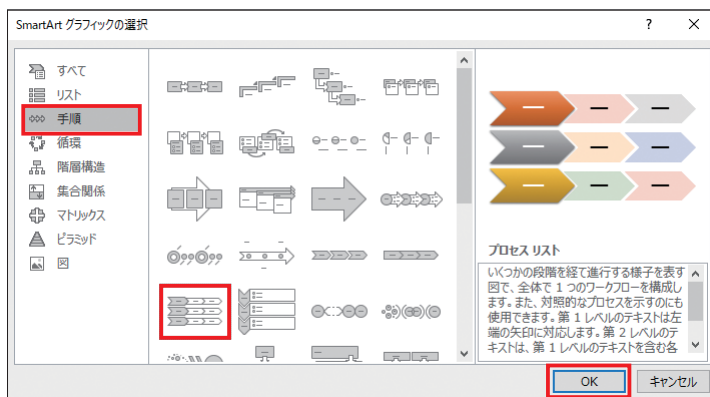 SmartArt グラフィックの選択
?
×
すべて
リスト
手順
循環
階層構造
集合関係
マトリックス
ピラミッド
図
プロセス リスト
いくつかの段階を経て進行する様子を表す
図で、全体で 1 つのワークフローを構成し
ます。また、対照的なプロセスを示すのにも
使用できます。第 1 レベルのテキストは左
端の矢印に対応します。第 2 レベルのテ
キストは、第 1 レベルのテキストを含む各
OK
キャンセル